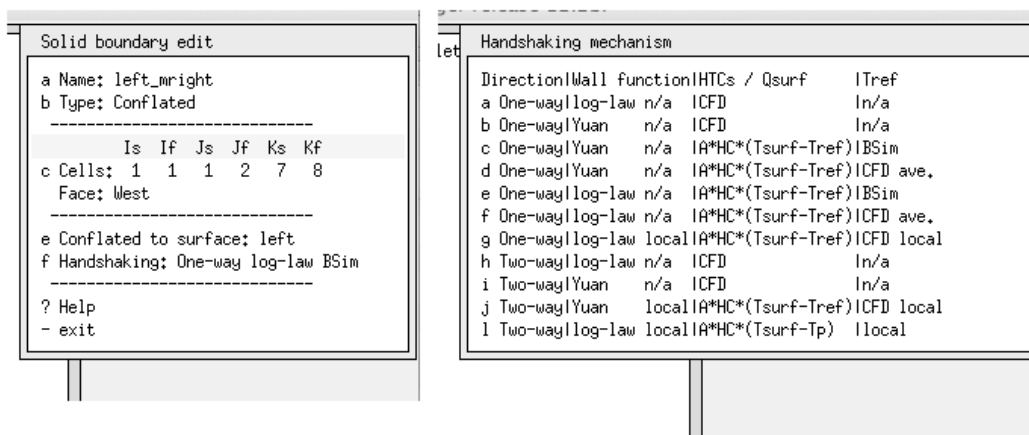 Solid boundary edit
a Name: left_mright
b Type: Conflated
Is If Js Jf Ks Kf
c Cells: 1 1 1 2 7 8
Face: West
e Conflated to surface: left
f Handshaking: One-way log-law BSim
? Help
- exit
let
Handshaking mechanism
Direction|Wall function|HTCs / Qsurf |Tref
a One-way|log-law n/a |CFD |n/a
b One-way|Yuan n/a |CFD |n/a
c One-way|Yuan n/a |A*HC*(Tsurf-Tref)|BSim
d One-way|Yuan n/a |A*HC*(Tsurf-Tref)|CFD ave.
e One-way|log-law n/a |A*HC*(Tsurf-Tref)|BSim
f One-way|log-law n/a |A*HC*(Tsurf-Tref)|CFD ave.
g One-way|log-law local|A*HC*(Tsurf-Tref)|CFD local
h Two-way|log-law n/a |CFD |n/a
i Two-way|Yuan n/a |CFD |n/a
j Two-way|Yuan local|A*HC*(Tsurf-Tref)|CFD local
l Two-way|log-law local|A*HC*(Tsurf-Tp) |local